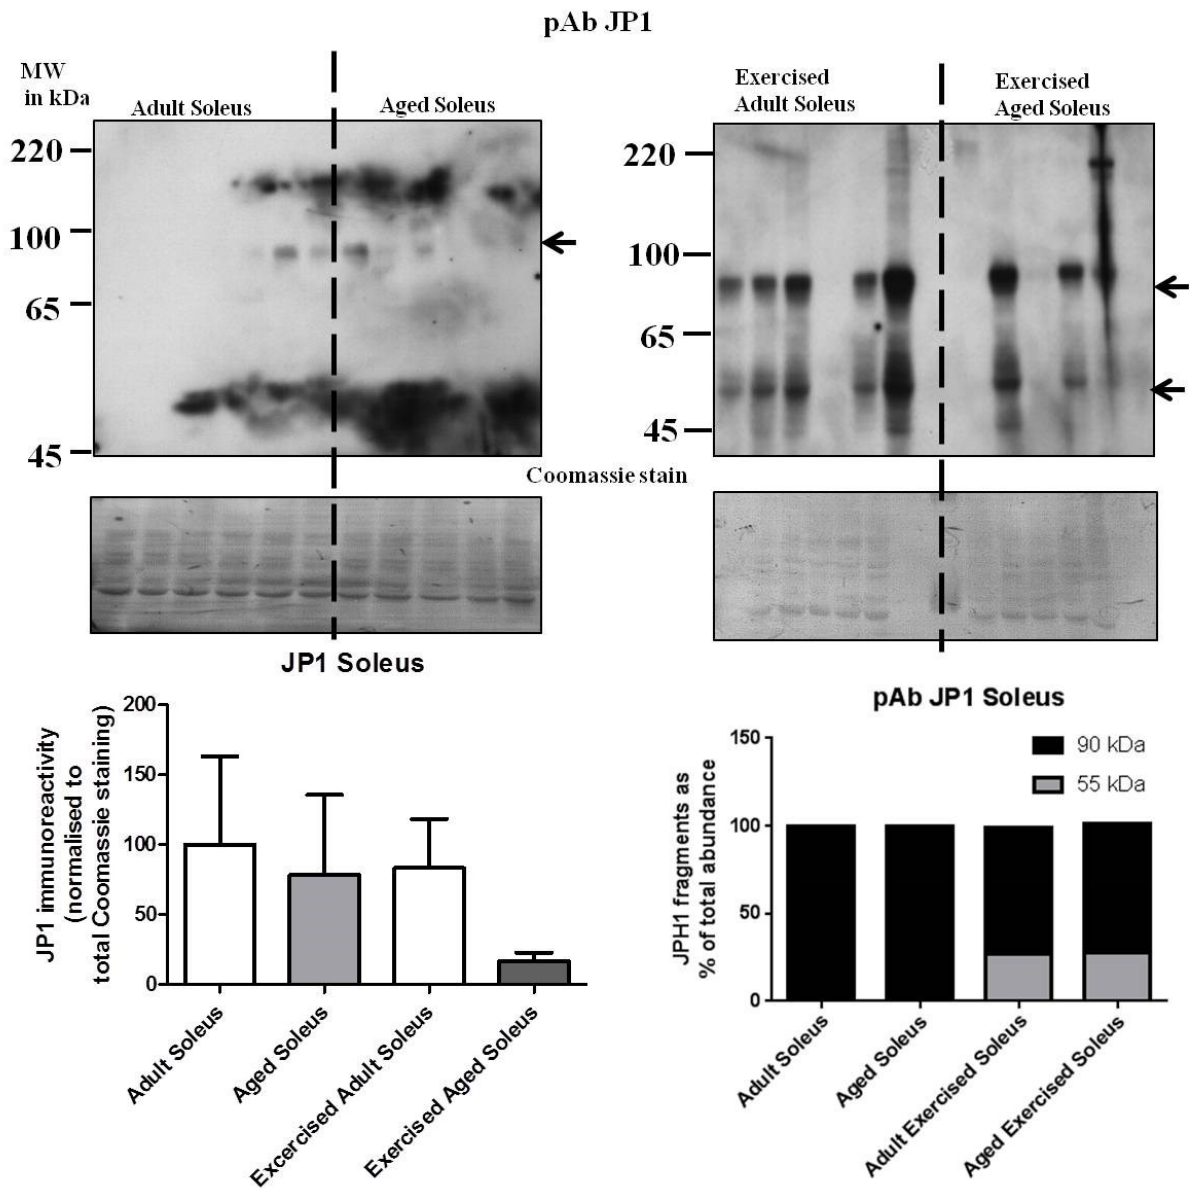 pAb JP1
MW
in kDa
Adult Soleus
Aged Soleus
220
100
65
45
Exercised
Adult Soleus
Exercised
Aged Soleus
220
100
65
45
Coomassie stain
JP1 Soleus
JP1 immunoreactivity
(normalised to
total Coomassie staining)
200
150
100
50
0
Adult Soleus
Aged Soleus
Excercised Adult Soleus
Exercised Aged Soleus
pAb JP1 Soleus
JPH1 fragments as
% of total abundance
150
100
50
0
90 kDa
55 kDa
Adult Soleus
Aged Soleus
Adult Exercised Soleus
Aged Exercised Soleus